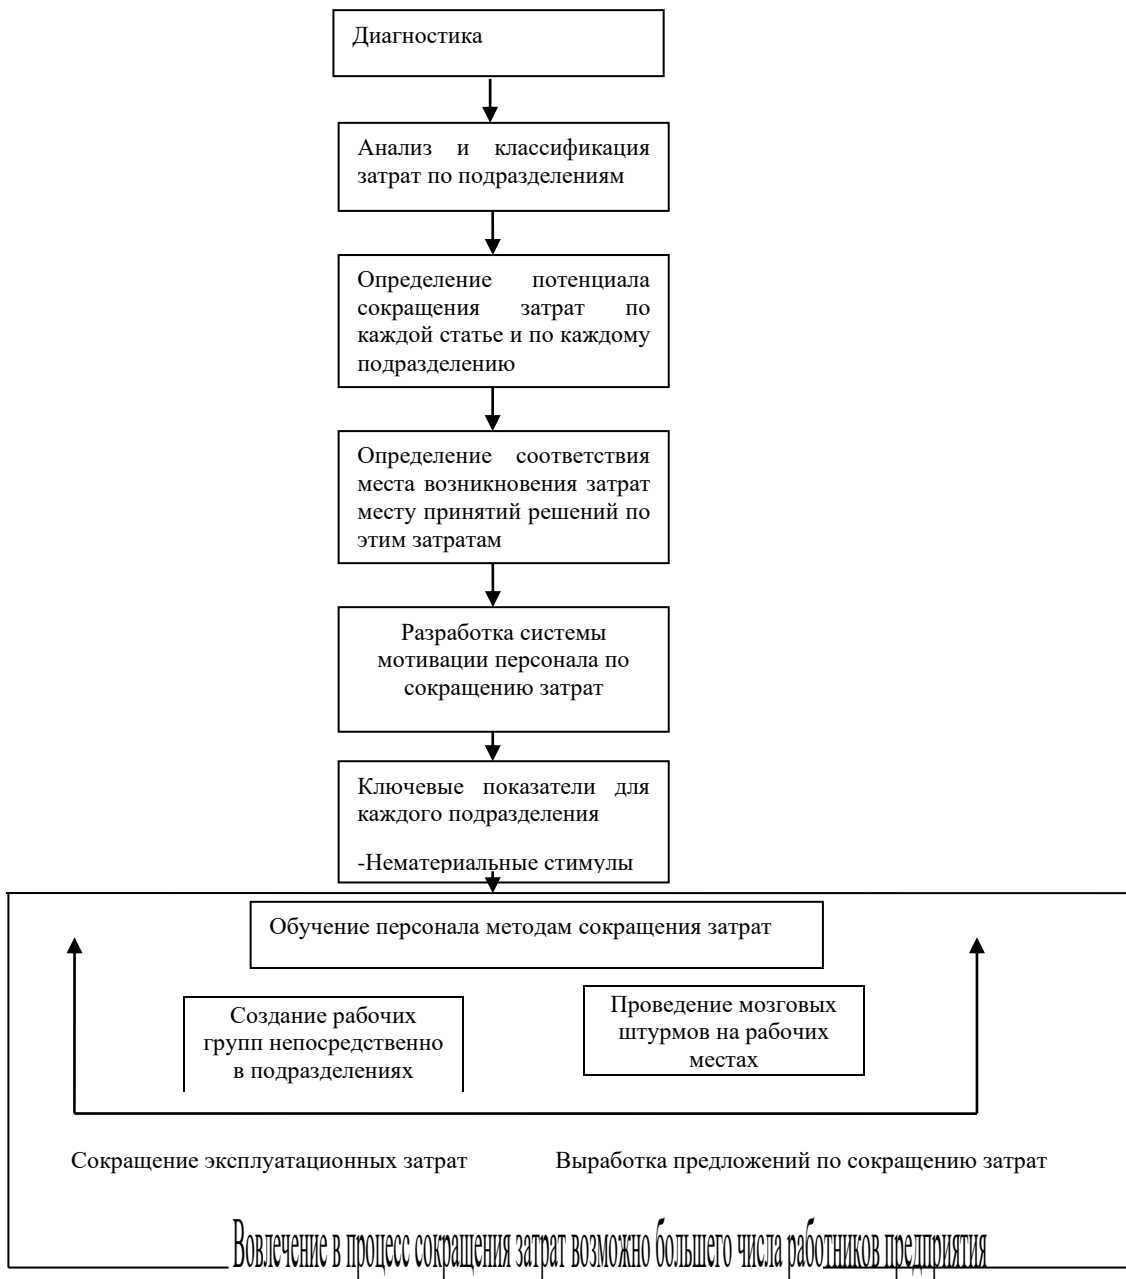 Диагностика
Анализ и классификация
затрат по подразделениям
Определение потенциала
сокращения затрат по
каждой статье и по каждому
подразделению
Определение соответствия
места возникновения затрат
месту принятий решений по
этим затратам
Разработка системы
мотивации персонала по
сокращению затрат
Ключевые показатели для
каждого подразделения
-Нематериальные стимулы
Обучение персонала методам сокращения затрат
Создание рабочих
групп непосредственно
в подразделениях
Проведение мозговых
штурмов на рабочих
местах
Сокращение эксплуатационных затрат
Выработка предложений по сокращению затрат
Вовлечение в процесс сокращения затрат возможно большего числа работников предприятия